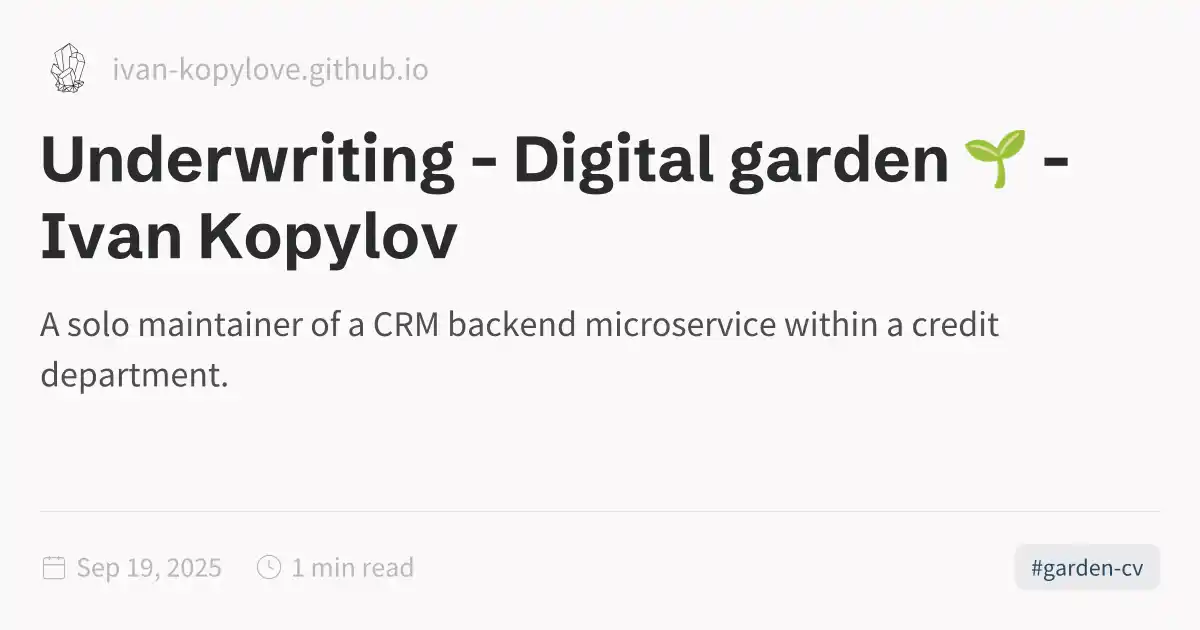 ivan-kopylove.github.io
Underwriting - Digital garden 🌱 -
Ivan Kopylov
A solo maintainer of a CRM backend microservice within a credit
department.
Sep 19, 2025
1 min read
#garden-cv